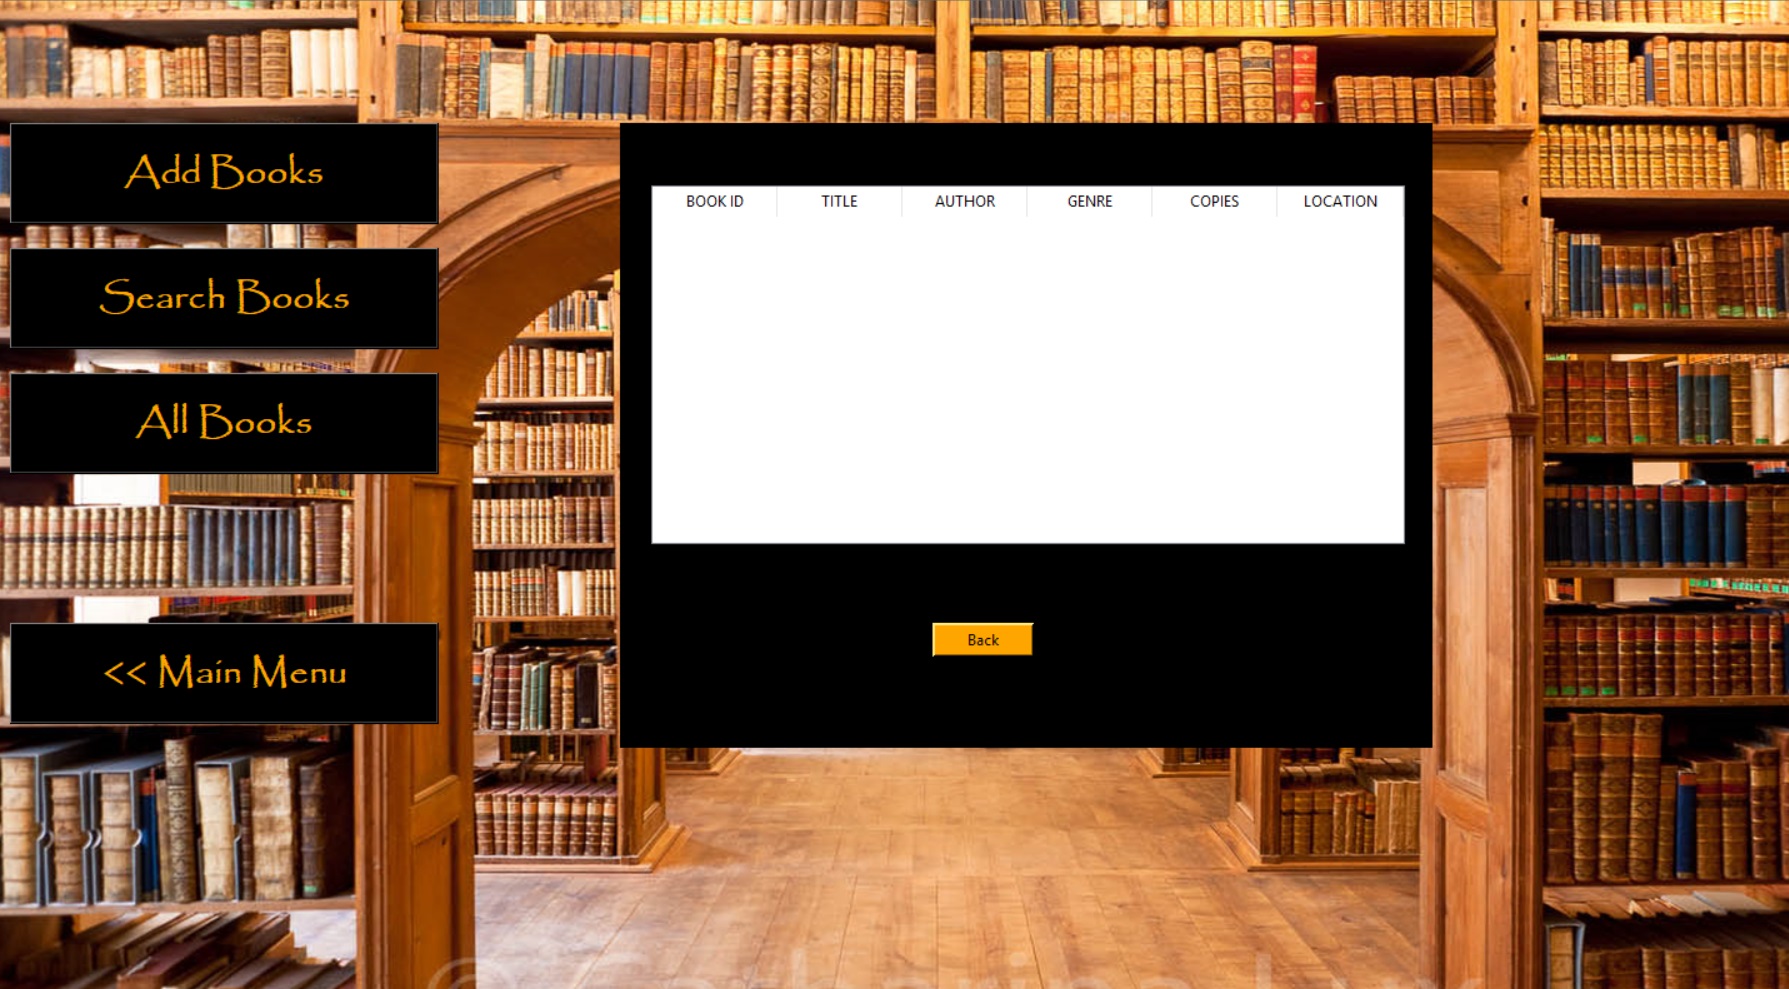 Add Books
Search Books
All Books
<< Main Menu
BOOK ID TITLE AUTHOR GENRE COPIES LOCATION
Back